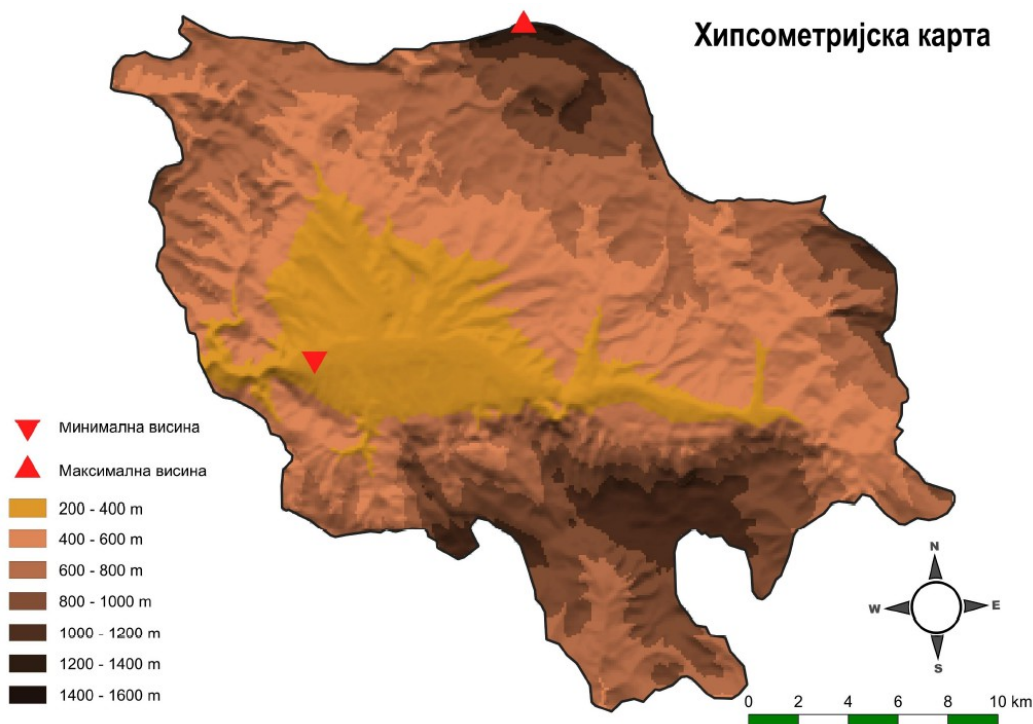 Хипсометријска карта
Минимална висина
Максимална висина
200 - 400 m
400 - 600 m
600 - 800 m
800 - 1000 m
1000 - 1200 m
1200 - 1400 m
1400 - 1600 m
N
W E
S
0 2 4 6 8 10 km